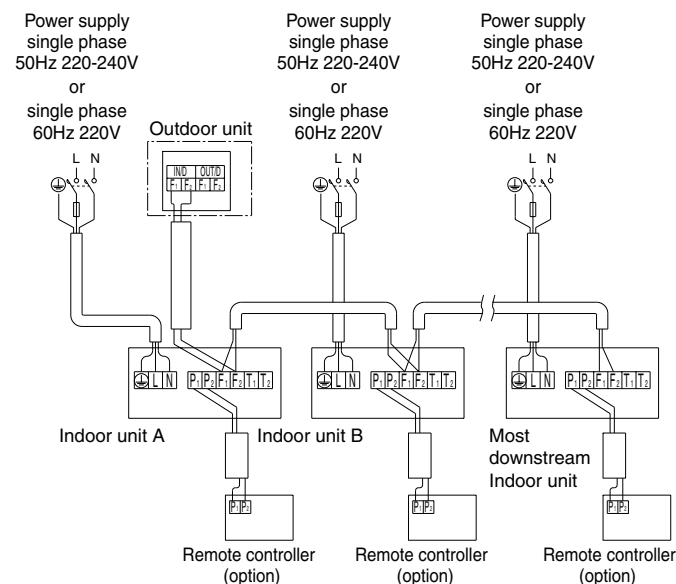 Power supply
single phase
50Hz 220-240V
or
single phase
60Hz 220V
Power supply
single phase
50Hz 220-240V
or
single phase
60Hz 220V
Power supply
single phase
50Hz 220-240V
or
single phase
60Hz 220V
Outdoor unit
L N
IN/D OUT/D
F1 F2 F1 F2
L N
L N
L N
P1 P2 F1 F2 T1 T2
L N
P1 P2 F1 F2 T1 T2
L N
P1 P2 F1 F2 T1 T2
Indoor unit A
Indoor unit B
Most
downstream
Indoor unit
P1 P2
P1 P2
P1 P2
Remote controller
(option)
Remote controller
(option)
Remote controller
(option)